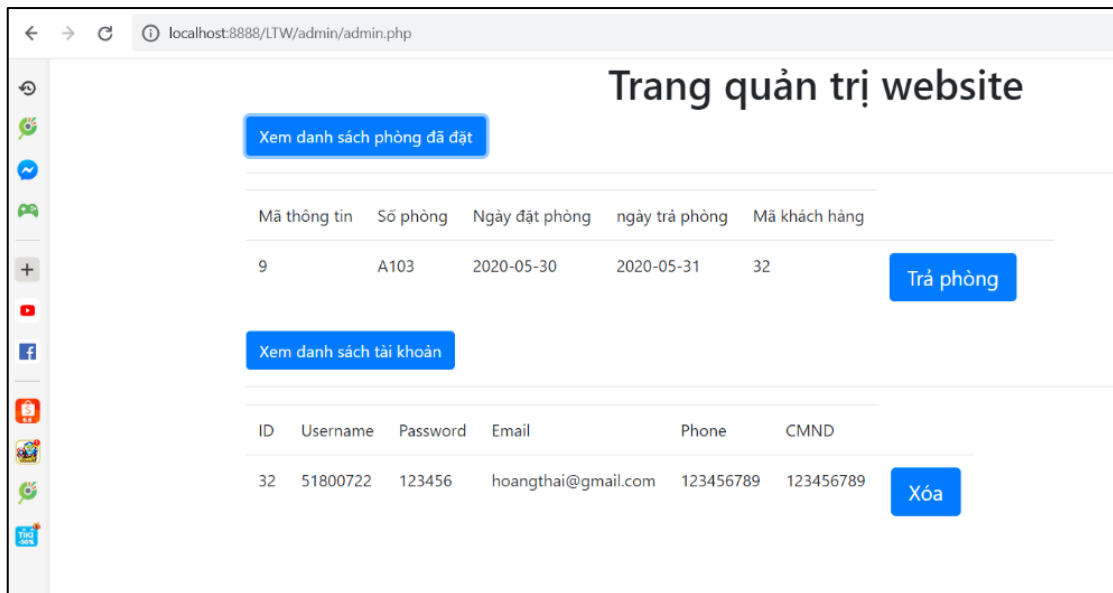 localhost:8888/LTW/admin/admin.php
Trang quản trị website
Xem danh sách phòng đã đặt
Mã thông tin Số phòng Ngày đặt phòng ngày trả phòng Mã khách hàng
9 A103 2020-05-30 2020-05-31 32 Trả phòng
Xem danh sách tài khoản
ID Username Password Email Phone CMND
32 51800722 123456 hoangthai@gmail.com 123456789 123456789 Xóa